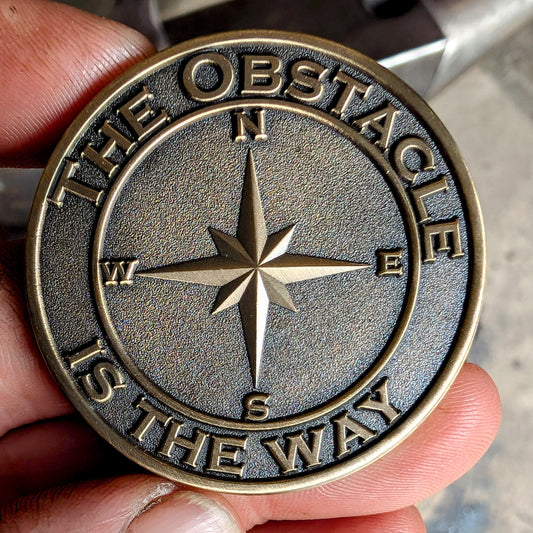 THE OBSTACLE
N
W E
S
IS THE WAY